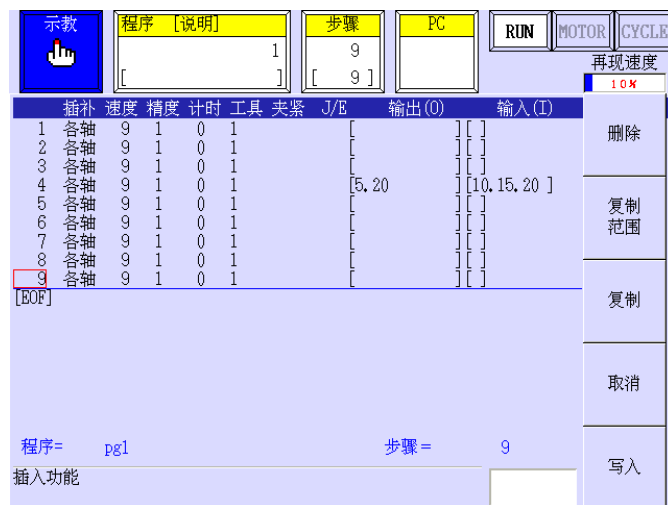 示教 程序 [说明] 步骤 PC RUN MOTOR CYCLE
1 9
[ ] [ 9 ]
再现速度
10%
插补 速度 精度 计时 工具 夹紧 J/E 输出(O) 输入(I)
1 各轴 9 1 0 1 [ ][ ]
2 各轴 9 1 0 1 [ ][ ]
3 各轴 9 1 0 1 [ ][ ]
4 各轴 9 1 0 1 [5.20 ][10.15.20 ]
5 各轴 9 1 0 1 [ ][ ]
6 各轴 9 1 0 1 [ ][ ]
7 各轴 9 1 0 1 [ ][ ]
8 各轴 9 1 0 1 [ ][ ]
9 各轴 9 1 0 1 [ ][ ]
[EOF]
程序= pg1 步骤= 9
插入功能
删除
复制
范围
复制
取消
写入